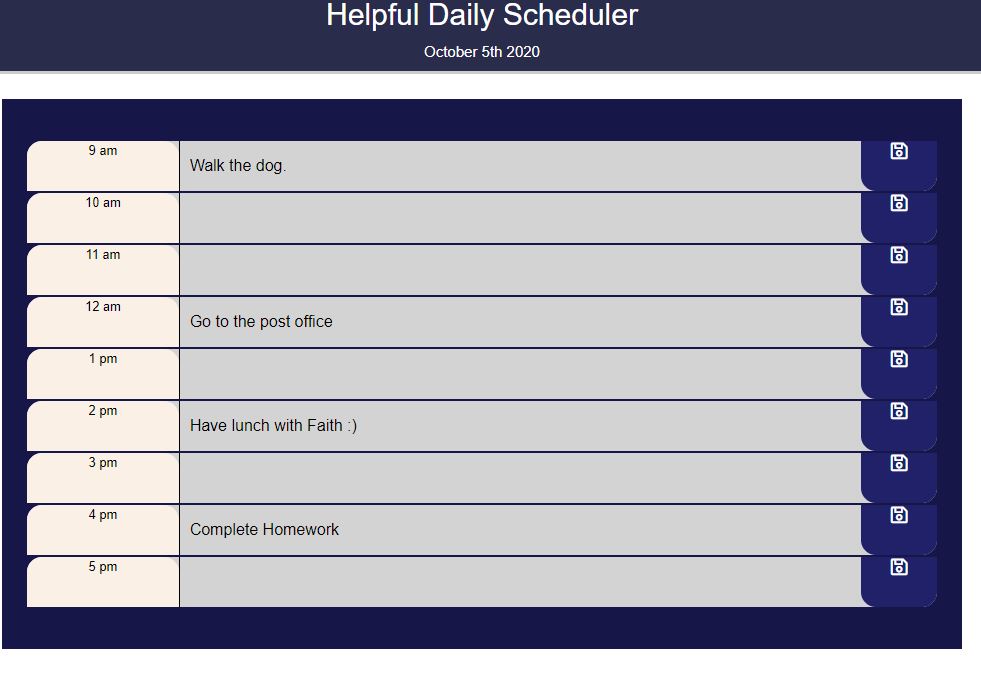 Helpful Daily Scheduler
October 5th 2020
9 am
Walk the dog.
10 am
11 am
12 am
Go to the post office
1 pm
2 pm
Have lunch with Faith :)
3 pm
4 pm
Complete Homework
5 pm